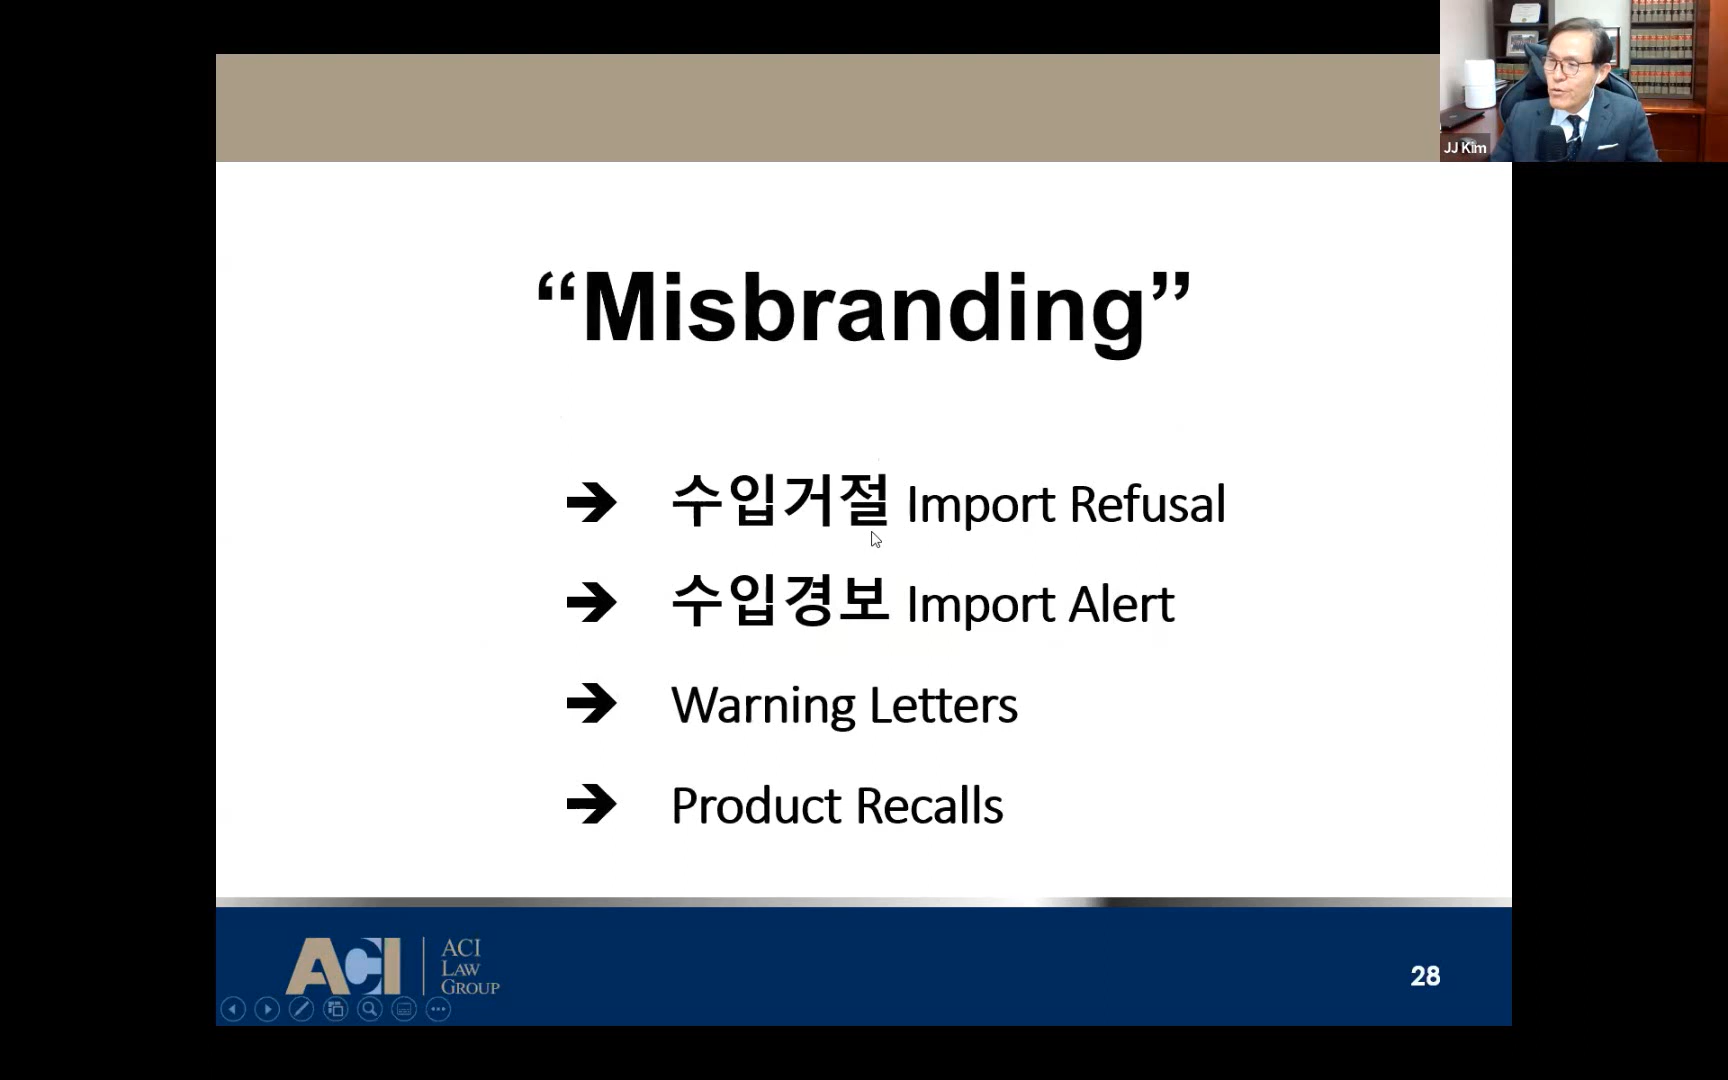 JJ Kim
“Misbranding”
➔ 수입거절 Import Refusal
➔ 수입경보 Import Alert
➔ Warning Letters
➔ Product Recalls
ACI
ACI
LAW
GROUP
28